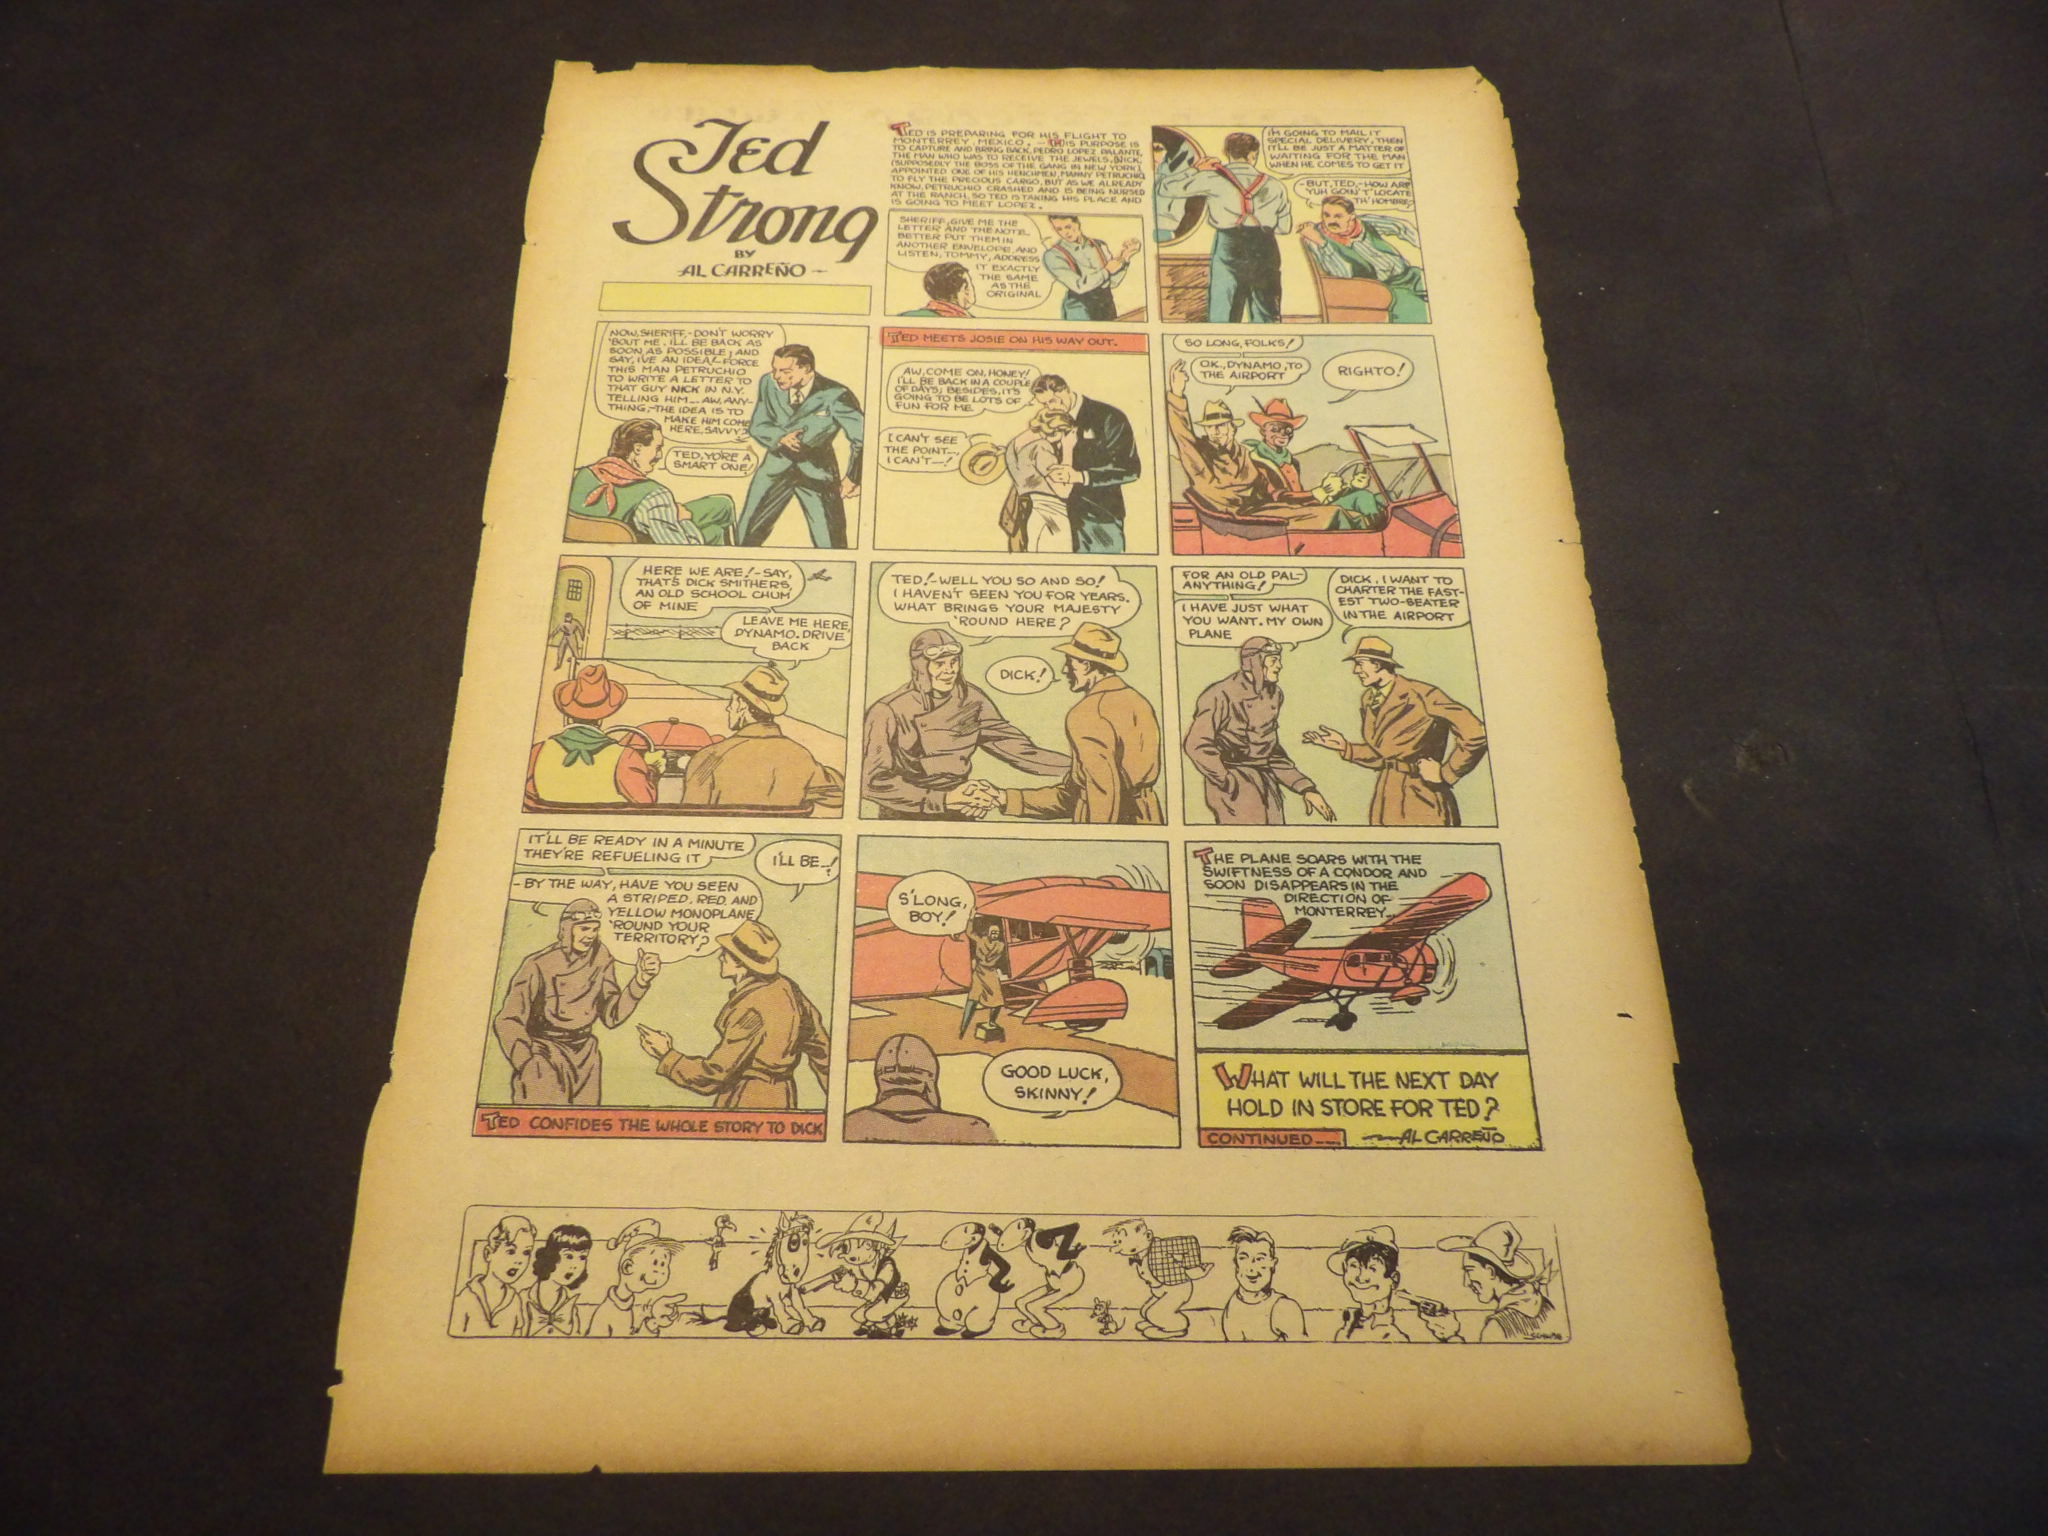 Ted
Strong
BY
AL CARREÑO
TED IS PREPARING FOR HIS FLIGHT TO
MONTERREY, MEXICO. — HIS PURPOSE IS
TO CAPTURE AND BRING BACK, PEDRO LOPEZ DALANTE,
THE MAN WHO WAS TO RECEIVE THE JEWELS. (NICK,
(SUPPOSEDLY THE BOSS OF THE GANG IN NEW YORK),
APPOINTED ONE OF HIS HENCHMEN, MANNY PETRUCHIO,
TO FLY THE PRECIOUS CARGO, BUT AS WE ALREADY
KNOW, PETRUCHIO CRASHED AND IS BEING NURSED
AT THE RANCH, SO TED IS TAKING HIS PLACE AND
IS GOING TO MEET LOPEZ.
SHERIFF, GIVE ME THE
LETTER AND THE NOTE.
BETTER PUT THEM IN
ANOTHER ENVELOPE, AND
LISTEN, TOMMY, ADDRESS
IT EXACTLY
THE SAME
AS THE
ORIGINAL
I'M GOING TO MAIL IT
SPECIAL DELIVERY, THEN
IT'LL BE JUST A MATTER OF
WAITING FOR THE MAN
WHEN HE COMES TO GET IT
-BUT, TED,-HOW ARE
YUH GOIN' T' LOCATE
TH' HOMBRE?
NOW, SHERIFF,- DON'T WORRY
'BOUT ME. I'LL BE BACK AS
SOON AS POSSIBLE; AND
SAY, I'VE AN IDEA!-FORCE
THIS MAN PETRUCHIO
TO WRITE A LETTER TO
THAT GUY NICK IN N.Y.
TELLING HIM... AW, ANY-
THING,-THE IDEA IS TO
MAKE HIM COME
HERE, SAVVY?
TED, YO'RE A
SMART ONE!
TED MEETS JOSIE ON HIS WAY OUT.
AW, COME ON, HONEY!
I'LL BE BACK IN A COUPLE
OF DAYS; BESIDES, IT'S
GOING TO BE LOTS OF
FUN FOR ME
I CAN'T SEE
THE POINT—,
I CAN'T—!
SO LONG, FOLKS!
O.K., DYNAMO, TO
THE AIRPORT
RIGHTO!
HERE WE ARE!-SAY,
THAT'S DICK SMITHERS,
AN OLD SCHOOL CHUM
OF MINE
LEAVE ME HERE,
DYNAMO. DRIVE
BACK
TED!-WELL YOU SO AND SO!
I HAVEN'T SEEN YOU FOR YEARS.
WHAT BRINGS YOUR MAJESTY
'ROUND HERE?
DICK!
DICK, I WANT TO
CHARTER THE FAST-
EST TWO-SEATER
IN THE AIRPORT
FOR AN OLD PAL-
ANYTHING!
I HAVE JUST WHAT
YOU WANT. MY OWN
PLANE
IT'LL BE READY IN A MINUTE
THEY'RE REFUELING IT
I'LL BE—!
-BY THE WAY, HAVE YOU SEEN
A STRIPED, RED, AND
YELLOW MONOPLANE
'ROUND YOUR
TERRITORY?
TED CONFIDES THE WHOLE STORY TO DICK
S'LONG,
BOY!
GOOD LUCK,
SKINNY!
THE PLANE SOARS WITH THE
SWIFTNESS OF A CONDOR AND
SOON DISAPPEARS IN THE
DIRECTION OF
MONTERREY...
WHAT WILL THE NEXT DAY
HOLD IN STORE FOR TED?
CONTINUED---
AL CARREÑO